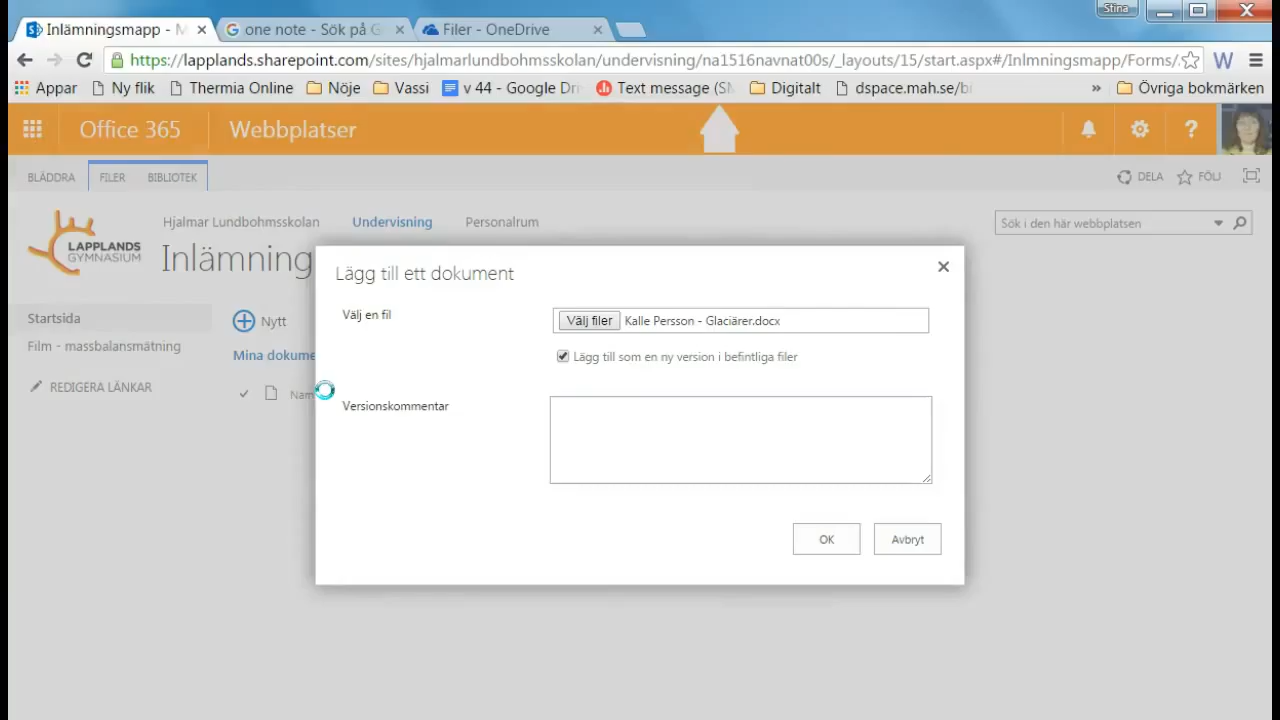 Stina
Inlämningsmapp - M
one note - Sök på G
Filer - OneDrive
https://lapplands.sharepoint.com/sites/hjalmarlundbohmsskolan/undervisning/na1516navnat00s/_layouts/15/start.aspx#/Inlmningsmapp/Forms/
Appar Ny flik Thermia Online Nöje Vassi v 44 - Google Dri Text message (SM Digitalt dspace.mah.se/bi » Övriga bokmärken
Office 365 Webbplatser ?
BLÄDDRA FILER BIBLIOTEK DELA FÖLJ
Hjalmar Lundbohmsskolan Undervisning Personalrum Sök i den här webbplatsen
LAPPLANDS
GYMNASIUM
Inlämning
Lägg till ett dokument
Startsida
Nytt
Välj en fil Välj filer Kalle Persson - Glaciärer.docx
Film - massbalansmätning
Mina dokume
Lägg till som en ny version i befintliga filer
REDIGERA LÄNKAR
Nam
Versionskommentar
OK Avbryt